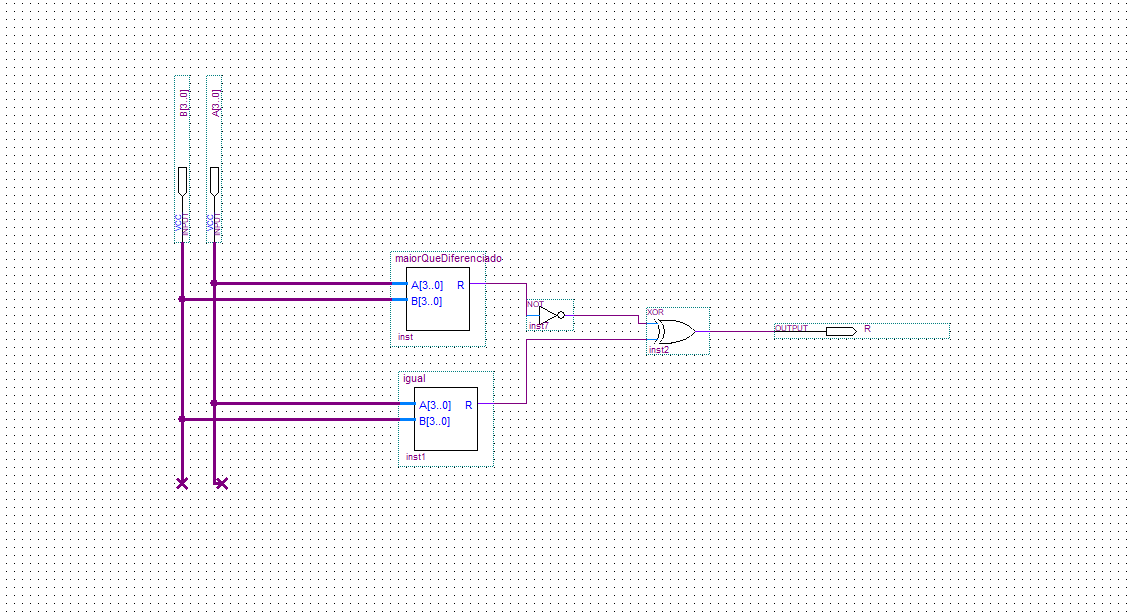 B[3..0]
A[3..0]
VCC
INPUT
VCC
INPUT
maiorQueDiferenciado
A[3..0]
R
B[3..0]
inst
NOT
inst7
XOR
inst2
OUTPUT
R
igual
A[3..0]
R
B[3..0]
inst1